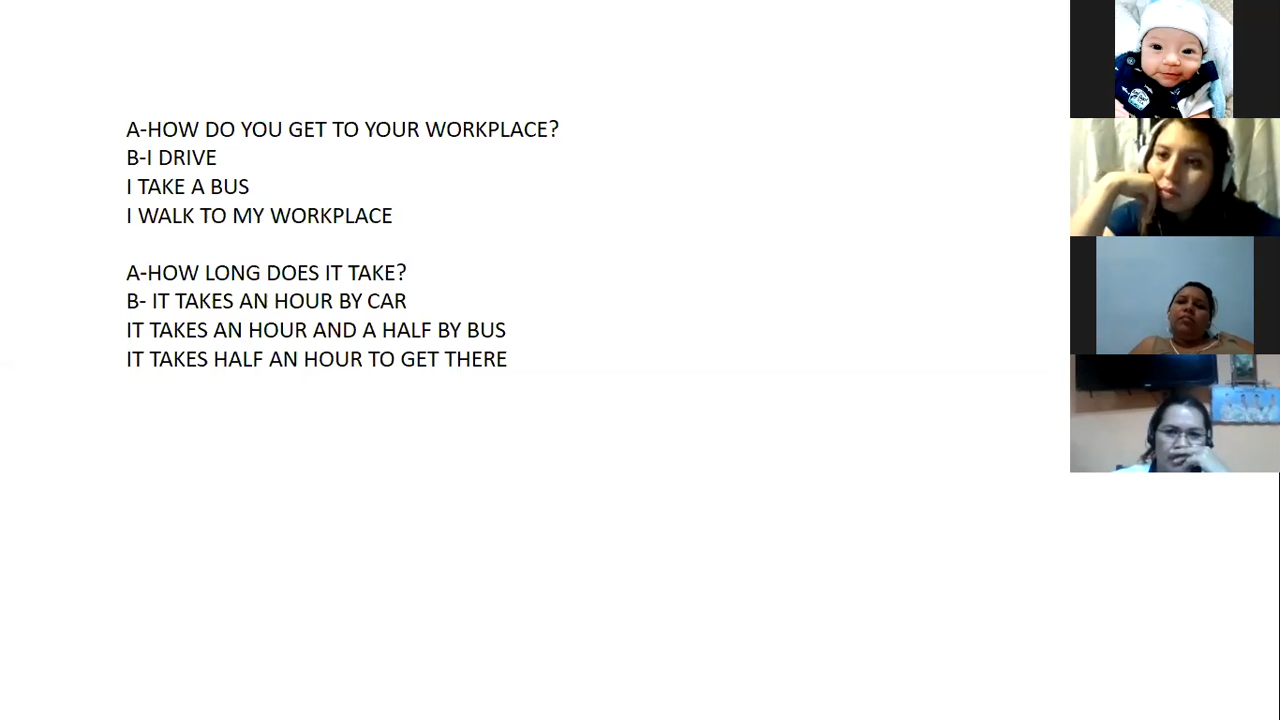 A-HOW DO YOU GET TO YOUR WORKPLACE?
B-I DRIVE
I TAKE A BUS
I WALK TO MY WORKPLACE
A-HOW LONG DOES IT TAKE?
B- IT TAKES AN HOUR BY CAR
IT TAKES AN HOUR AND A HALF BY BUS
IT TAKES HALF AN HOUR TO GET THERE